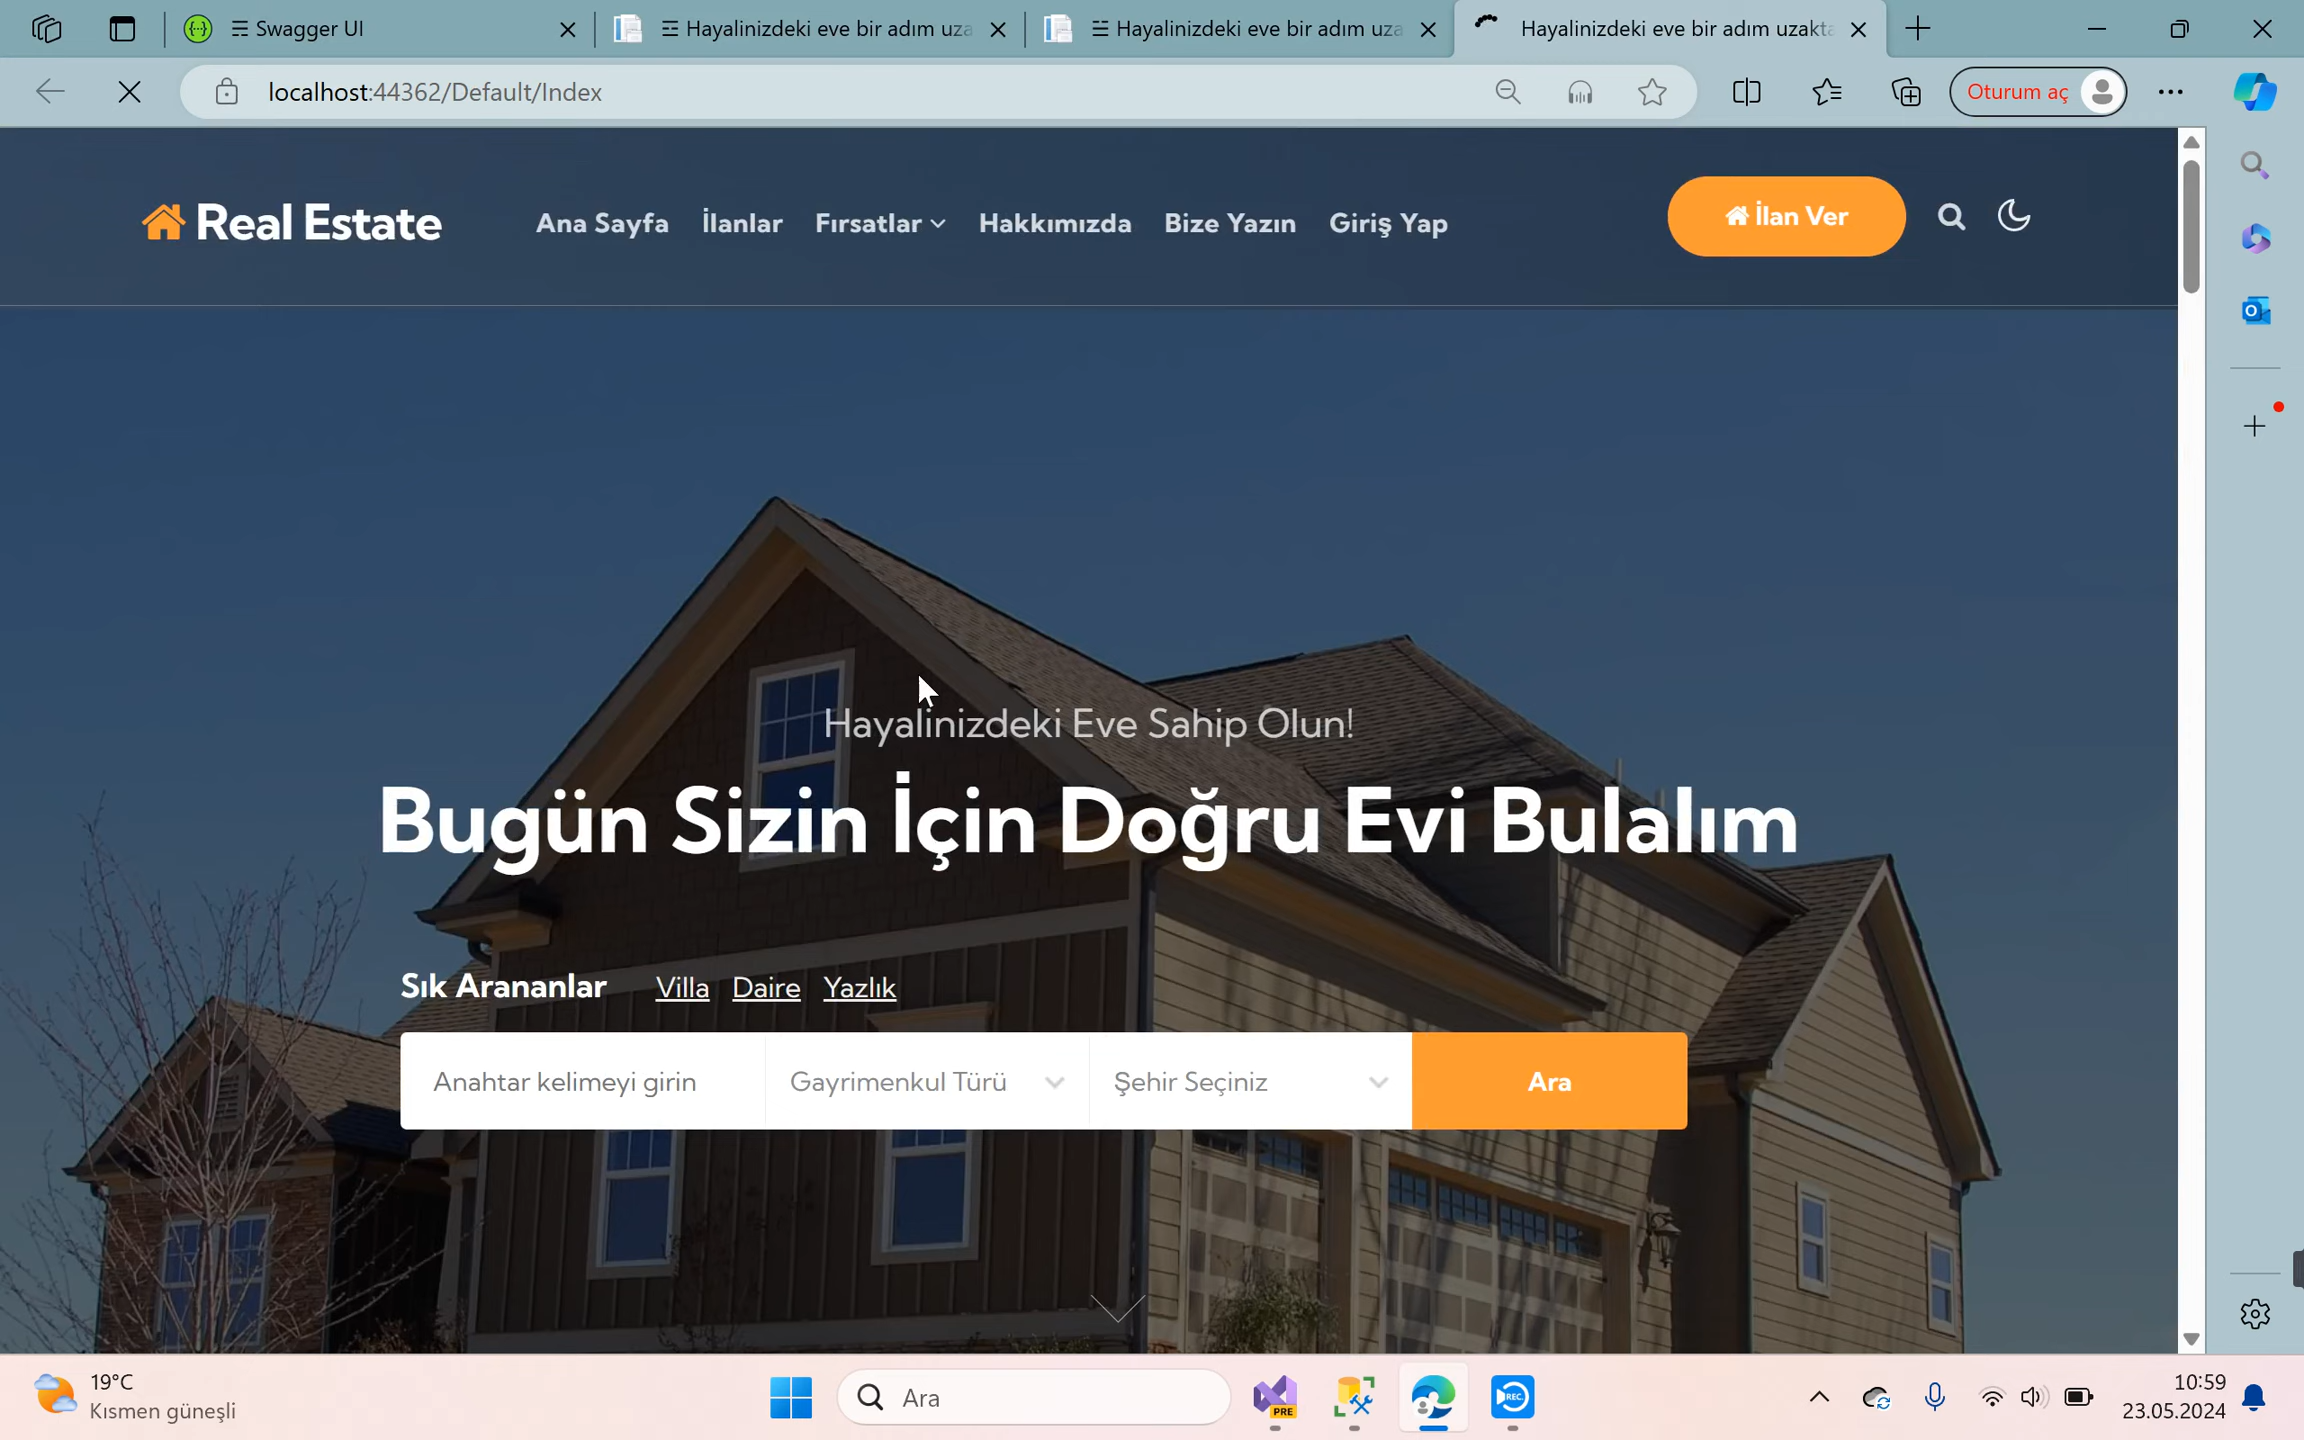 Swagger UI
Hayalinizdeki eve bir adım uza
Hayalinizdeki eve bir adım uza
Hayalinizdeki eve bir adım uzakta
localhost:44362/Default/Index
Oturum aç
Real Estate
Ana Sayfa
İlanlar
Fırsatlar
Hakkımızda
Bize Yazın
Giriş Yap
İlan Ver
Hayalinizdeki Eve Sahip Olun!
Bugün Sizin İçin Doğru Evi Bulalım
Sık Arananlar Villa Daire Yazlık
Anahtar kelimeyi girin
Gayrimenkul Türü
Şehir Seçiniz
Ara
19°C
Kısmen güneşli
Ara
PRE
REC
10:59
23.05.2024